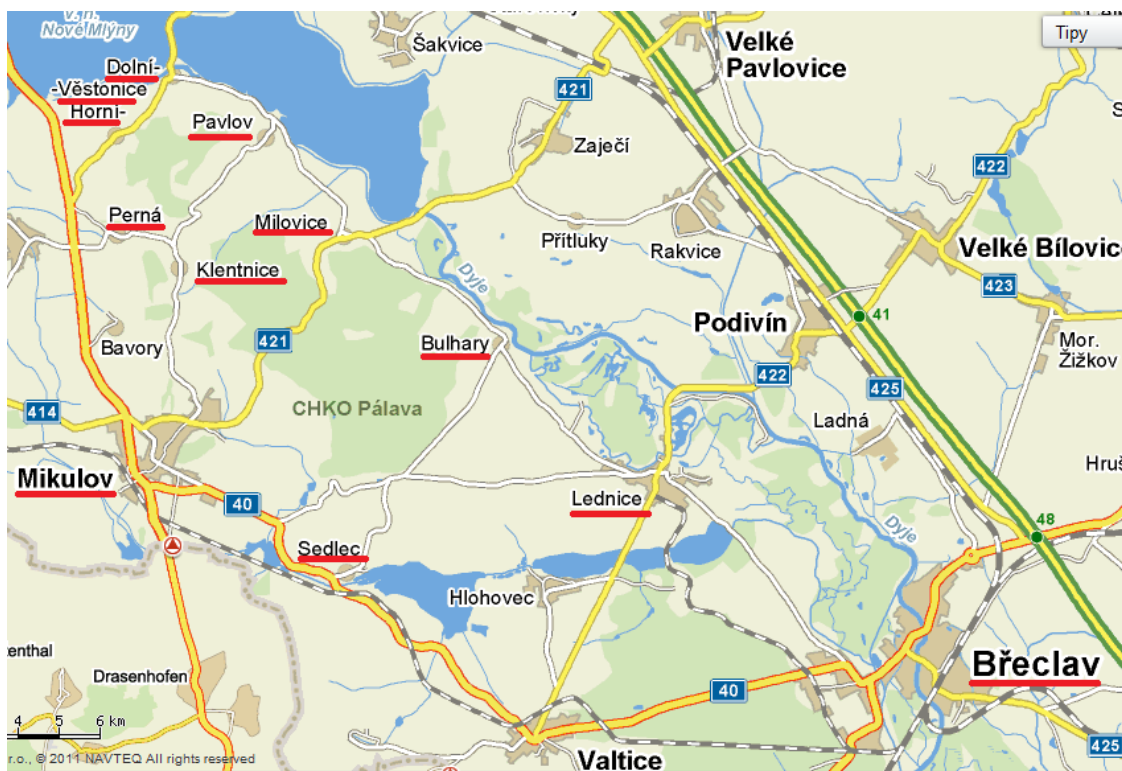 v. n.
Nové Mlýny
Šakvice
Velké
Pavlovice
Tipy
Dolní-
-Věstonice
Horní-
421
Pavlov
Zaječí
422
Perná
Milovice
Přítluky
Rakvice
Velké Bílovice
Klentnice
Dyje
423
41
Podivín
421
Bavory
Bulhary
Mor.
Žižkov
422
425
CHKO Pálava
414
Ladná
Mikulov
40
Lednice
Hruš
48
Dyje
Sedlec
Hlohovec
Břeclav
tenthal
Drasenhofen
40
4 5 6 km
425
Valtice
r.o., © 2011 NAVTEQ All rights reserved